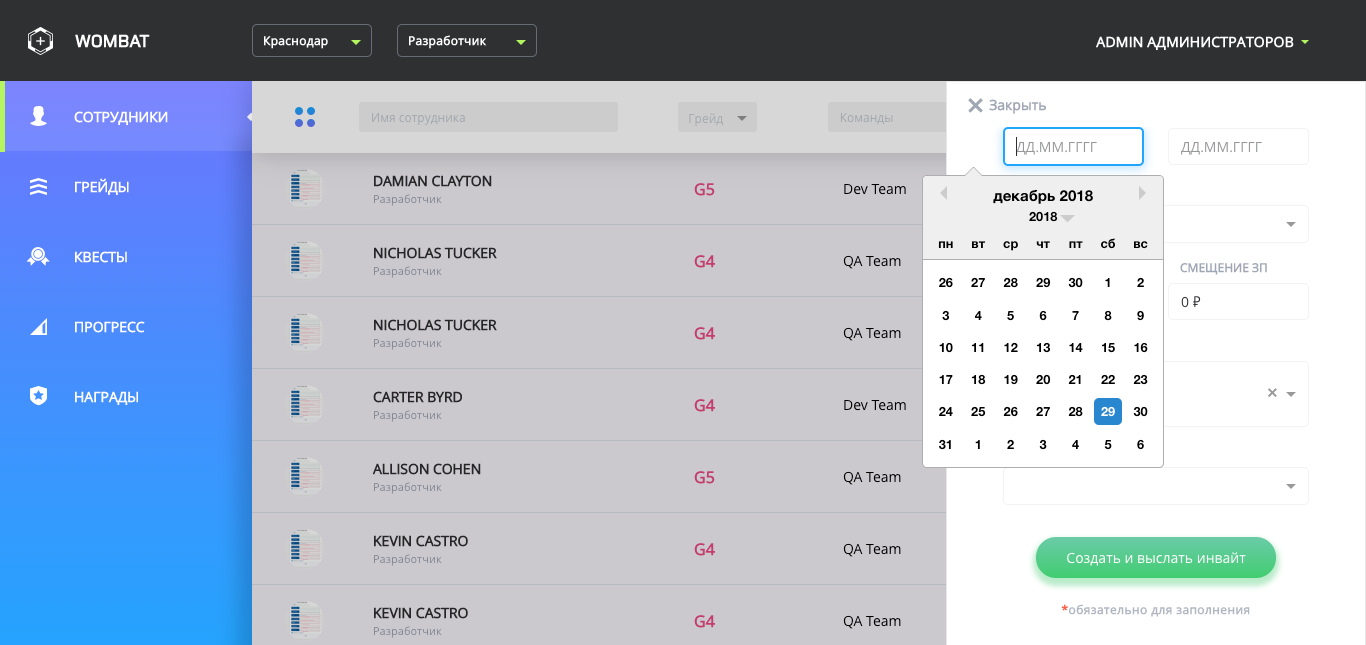 WOMBAT
Краснодар
Разработчик
ADMIN АДМИНИСТРАТОРОВ
СОТРУДНИКИ
ГРЕЙДЫ
КВЕСТЫ
ПРОГРЕСС
НАГРАДЫ
Имя сотрудника
Грейд
Команды
DAMIAN CLAYTON
Разработчик
G5
Dev Team
NICHOLAS TUCKER
Разработчик
G4
QA Team
NICHOLAS TUCKER
Разработчик
G4
QA Team
CARTER BYRD
Разработчик
G4
Dev Team
ALLISON COHEN
Разработчик
G5
QA Team
KEVIN CASTRO
Разработчик
G4
QA Team
KEVIN CASTRO
Разработчик
G4
QA Team
Закрыть
ДД.ММ.ГГГГ
ДД.ММ.ГГГГ
декабрь 2018
2018
пн вт ср чт пт сб вс
26 27 28 29 30 1 2
3 4 5 6 7 8 9
10 11 12 13 14 15 16
17 18 19 20 21 22 23
24 25 26 27 28 29 30
31 1 2 3 4 5 6
СМЕЩЕНИЕ ЗП
0 ₽
Создать и выслать инвайт
*обязательно для заполнения